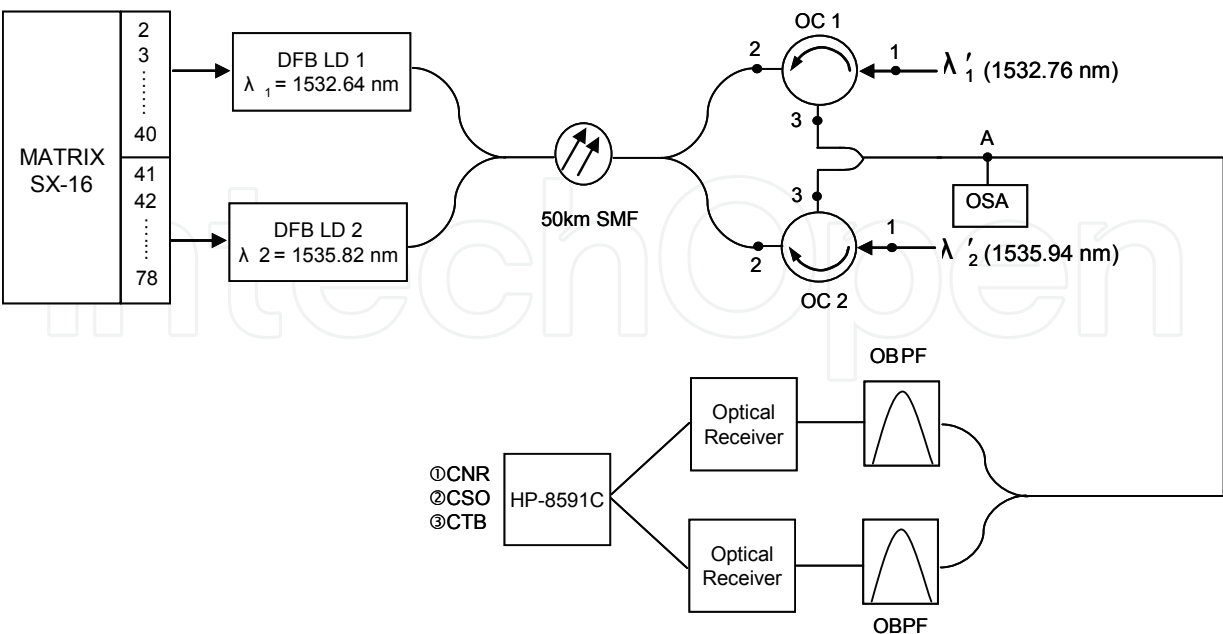 MATRIX
SX-16
2
3
40
41
42
78
DFB LD 1
λ 1 = 1532.64 nm
DFB LD 2
λ 2 = 1535.82 nm
50km SMF
OC 1
2
1
3
λ′1 (1532.76 nm)
A
OSA
3
2
1
λ′2 (1535.94 nm)
OC 2
IntechOpen
OBPF
Optical
Receiver
①CNR
②CSO
③CTB
HP-8591C
Optical
Receiver
OBPF